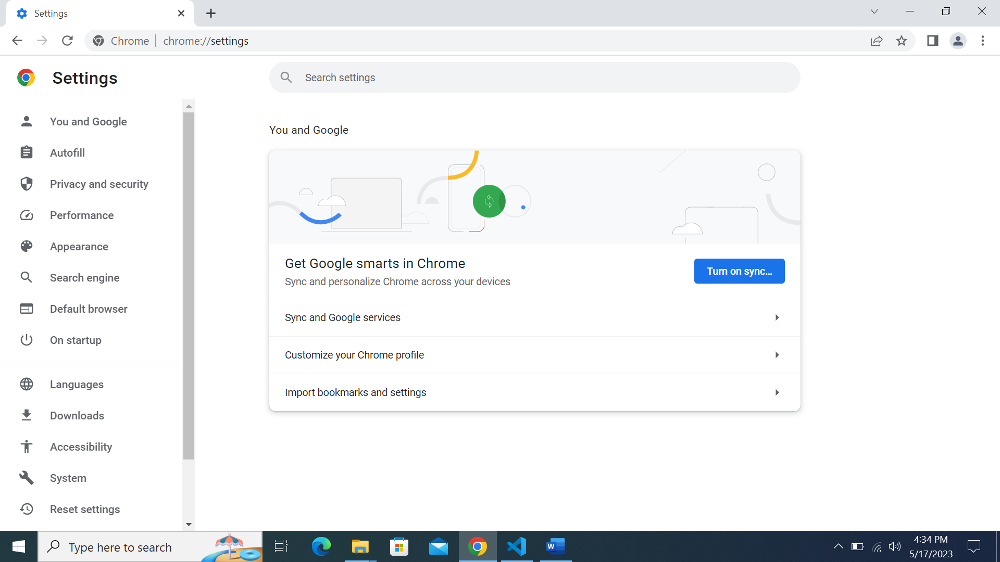 Settings
Chrome
chrome://settings
Settings
Search settings
You and Google
Autofill
Privacy and security
Performance
Appearance
Search engine
Default browser
On startup
Languages
Downloads
Accessibility
System
Reset settings
You and Google
Get Google smarts in Chrome
Sync and personalize Chrome across your devices
Turn on sync...
Sync and Google services
Customize your Chrome profile
Import bookmarks and settings
Type here to search
W
4:34 PM
5/17/2023